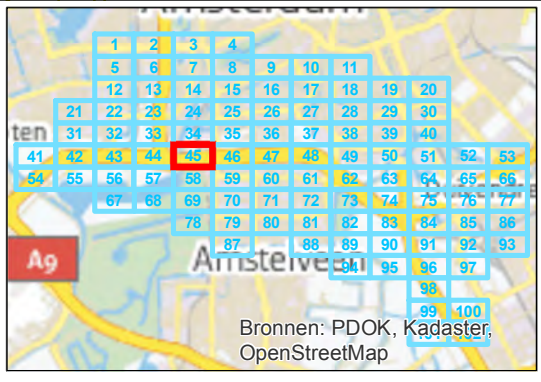 Amsterdam
1 2 3 4
5 6 7 8 9 10 11
12 13 14 15 16 17 18 19 20
21 22 23 24 25 26 27 28 29 30
ten
31 32 33 34 35 36 37 38 39 40
41 42 43 44 45 46 47 48 49 50 51 52 53
54 55 56 57 58 59 60 61 62 63 64 65 66
67 68 69 70 71 72 73 74 75 76 77
78 79 80 81 82 83 84 85 86
87 88 89 90 91 92 93
A9
Amstelveen
94 95 96 97
98
99 100
Bronnen: PDOK, Kadaster,
OpenStreetMap